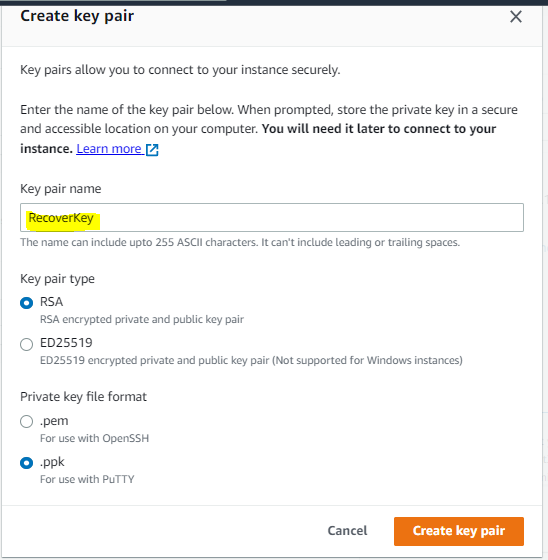 Create key pair
Key pairs allow you to connect to your instance securely.
Enter the name of the key pair below. When prompted, store the private key in a secure
and accessible location on your computer. You will need it later to connect to your
instance. Learn more
Key pair name
RecoverKey
The name can include upto 255 ASCII characters. It can't include leading or trailing spaces.
Key pair type
RSA
RSA encrypted private and public key pair
ED25519
ED25519 encrypted private and public key pair (Not supported for Windows instances)
Private key file format
.pem
For use with OpenSSH
.ppk
For use with PuTTY
Cancel
Create key pair